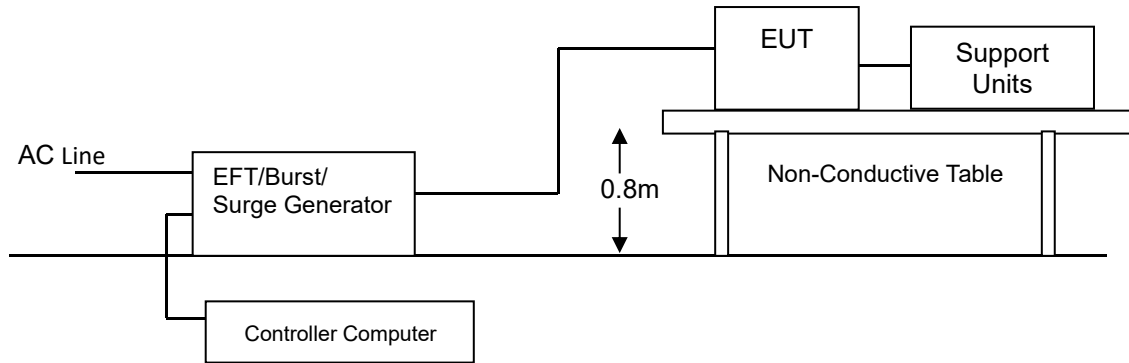 EUT
Support
Units
AC Line
EFT/Burst/
Surge Generator
0.8m
Non-Conductive Table
Controller Computer